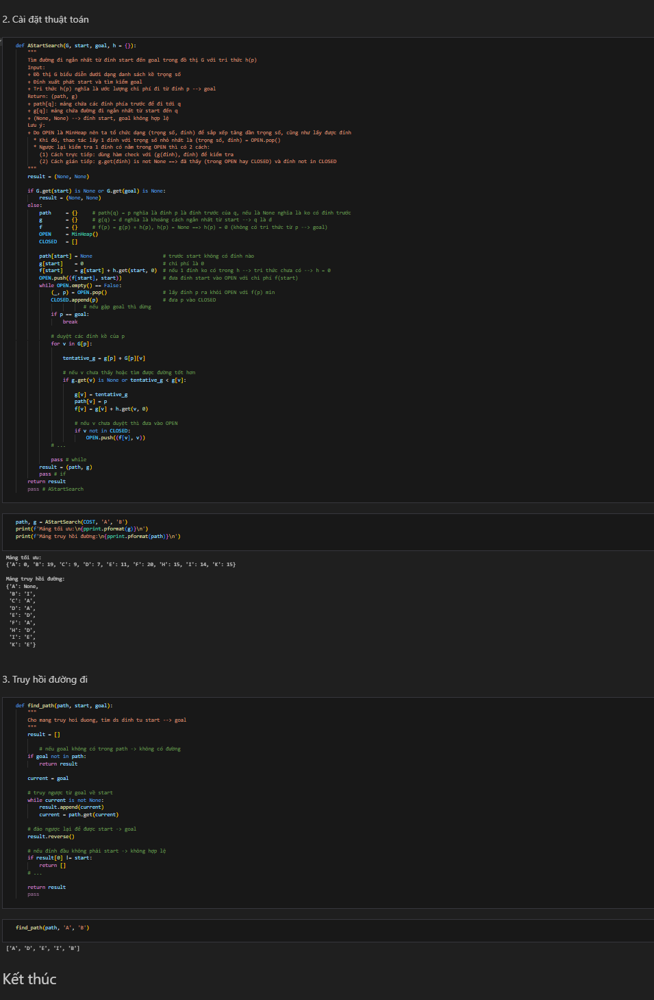 2. Cài đặt thuật toán
def AStartSearch(G, start, goal, h = {}):
"""
Tìm đường đi ngắn nhất từ đỉnh start đến goal trong đồ thị G với tri thức h(p)
Input:
+ Đồ thị G biểu diễn dưới dạng danh sách kề trọng số
+ Đỉnh xuất phát start và tìm kiếm goal
+ Tri thức h(p) nghĩa là ước lượng chi phí đi từ đỉnh p --> goal
Return: (path, g)
+ path[q]: mảng chứa các đỉnh phía trước để đi tới q
+ g[q]: mảng chứa đường đi ngắn nhất từ start đến q
+ (None, None) --> đỉnh start, goal không hợp lệ
Lưu ý:
+ Do OPEN là MinHeap nên ta tổ chức dạng (trọng số, đỉnh) để sắp xếp tăng dần trọng số, cũng như lấy được đỉnh
* Khi đó, thao tác lấy 1 đỉnh với trọng số nhỏ nhất là (trọng số, đỉnh) = OPEN.pop()
* Ngược lại kiểm tra 1 đỉnh có nằm trong OPEN thì có 2 cách:
(1) Cách trực tiếp: dùng hàm check với (g(đỉnh), đỉnh) để kiểm tra
(2) Cách gián tiếp: g.get(đỉnh) is not None ==> đã thấy (trong OPEN hay CLOSED) và đỉnh not in CLOSED
"""
result = (None, None)
if G.get(start) is None or G.get(goal) is None:
result = (None, None)
else:
path = {} # path(q) = p nghĩa là đỉnh p là đỉnh trước của q, nếu là None nghĩa là ko có đỉnh trước
g = {} # g(q) = d nghĩa là khoảng cách ngắn nhất từ start --> q là d
f = {} # f(p) = g(p) + h(p), h(p) = None ==> h(p) = 0 (không có tri thức từ p --> goal)
OPEN = MinHeap()
CLOSED = []
path[start] = None # trước start không có đỉnh nào
g[start] = 0 # chi phí là 0
f[start] = g[start] + h.get(start, 0) # nếu 1 đỉnh ko có trong h --> tri thức chưa có --> h = 0
OPEN.push((f[start], start)) # đưa đỉnh start vào OPEN với chi phí f(start)
while OPEN.empty() == False:
(_, p) = OPEN.pop() # lấy đỉnh p ra khỏi OPEN với f(p) min
CLOSED.append(p) # đưa p vào CLOSED
# nếu gặp goal thì dừng
if p == goal:
break
# duyệt các đỉnh kề của p
for v in G[p]:
tentative_g = g[p] + G[p][v]
# nếu v chưa thấy hoặc tìm được đường tốt hơn
if g.get(v) is None or tentative_g < g[v]:
g[v] = tentative_g
path[v] = p
f[v] = g[v] + h.get(v, 0)
# nếu v chưa duyệt thì đưa vào OPEN
if v not in CLOSED:
OPEN.push((f[v], v))
# ...
pass # while
result = (path, g)
pass # if
return result
pass # AStartSearch
path, g = AStartSearch(COST, 'A', 'B')
print(f'Mảng tối ưu:\n{pprint.pformat(g)}\n')
print(f'Mảng truy hồi đường:\n{pprint.pformat(path)}\n')
Mảng tối ưu:
{'A': 0, 'B': 19, 'C': 9, 'D': 7, 'E': 11, 'F': 20, 'H': 15, 'I': 14, 'K': 15}
Mảng truy hồi đường:
{'A': None,
'B': 'I',
'C': 'A',
'D': 'A',
'E': 'D',
'F': 'A',
'H': 'D',
'I': 'E',
'K': 'E'}
3. Truy hồi đường đi
def find_path(path, start, goal):
"""
Cho mang truy hoi duong, tim ds dinh tu start --> goal
"""
result = []
# nếu goal không có trong path -> không có đường
if goal not in path:
return result
current = goal
# truy ngược từ goal về start
while current is not None:
result.append(current)
current = path.get(current)
# đảo ngược lại để được start -> goal
result.reverse()
# nếu đỉnh đầu không phải start -> không hợp lệ
if result[0] != start:
return []
# ...
return result
pass
find_path(path, 'A', 'B')
['A', 'D', 'E', 'I', 'B']
Kết thúc